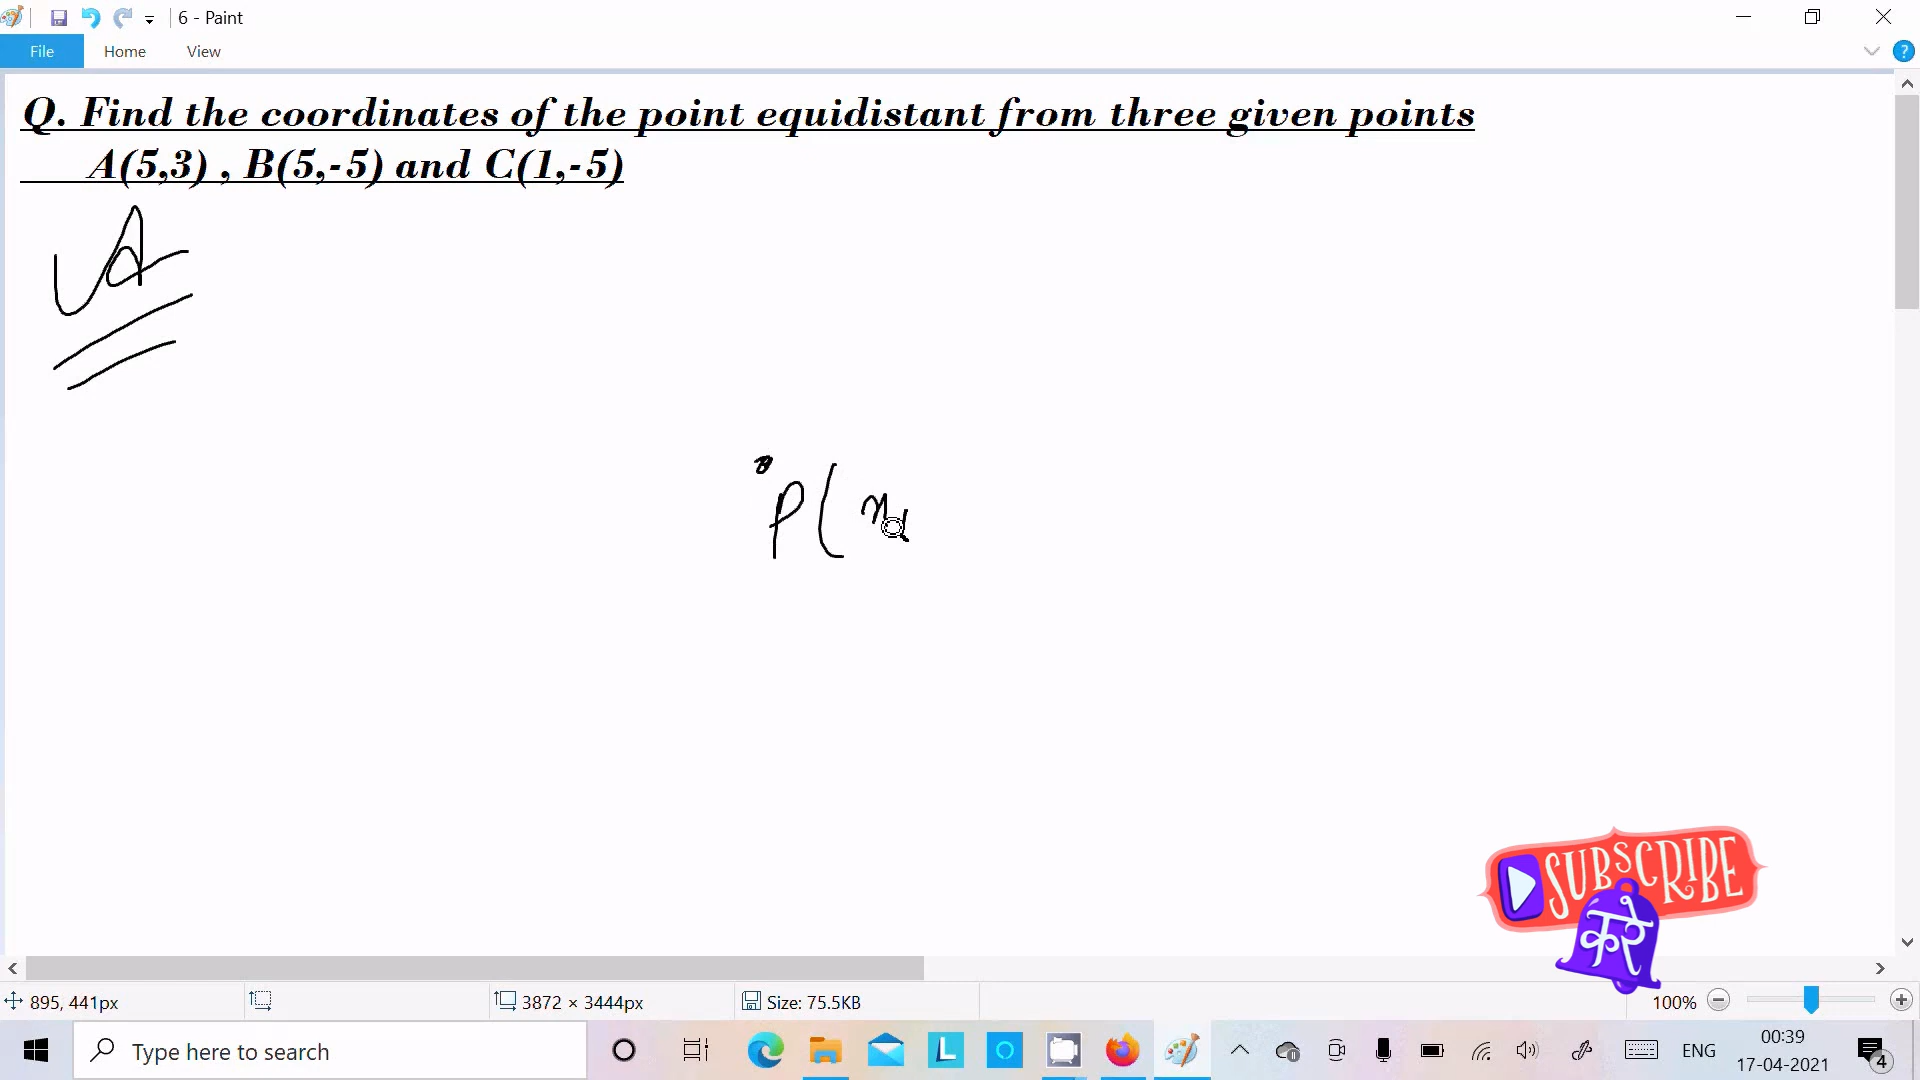 6 - Paint
File Home View
Q. Find the coordinates of the point equidistant from three given points
A(5,3) , B(5,-5) and C(1,-5)
P(x
SUBSCRIBE
करे
895, 441px 3872 × 3444px Size: 75.5KB 100%
Type here to search
ENG
00:39
17-04-2021
4